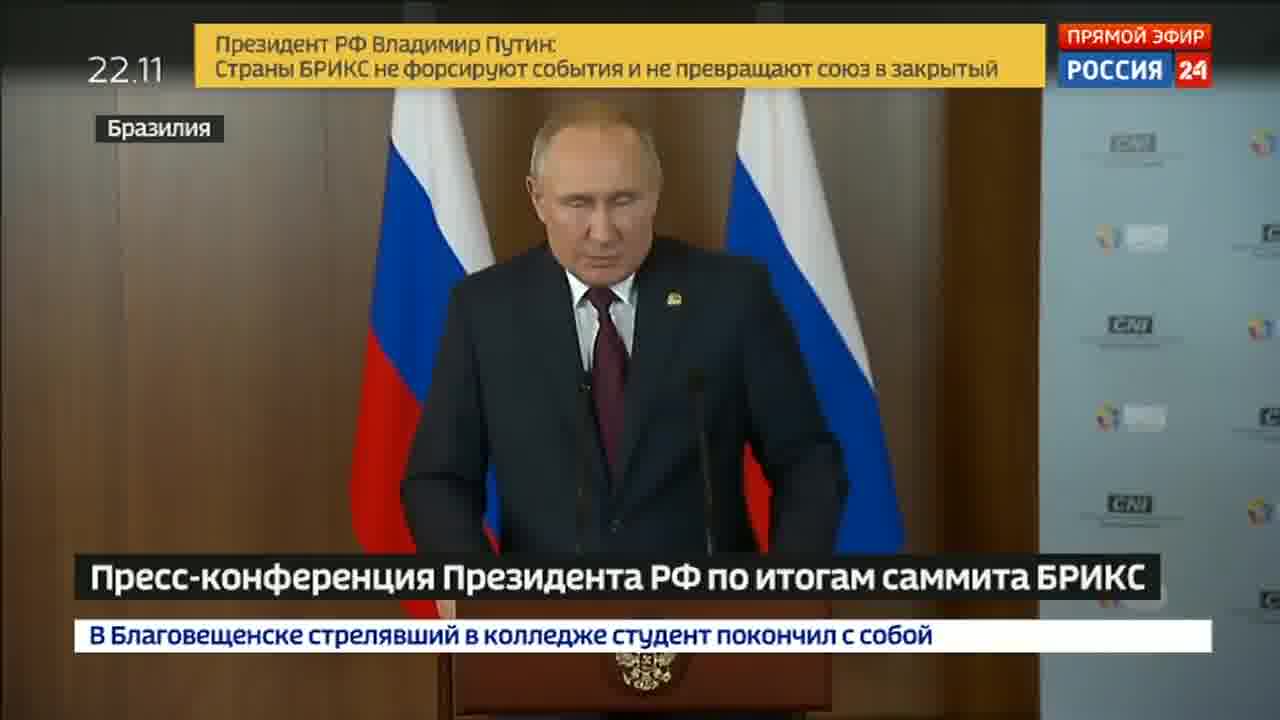 22.11
Президент РФ Владимир Путин:
Страны БРИКС не форсируют события и не превращают союз в закрытый
ПРЯМОЙ ЭФИР
РОССИЯ 24
Бразилия
CNI
CNI
CNI
Пресс-конференция Президента РФ по итогам саммита БРИКС
В Благовещенске стрелявший в колледже студент покончил с собой